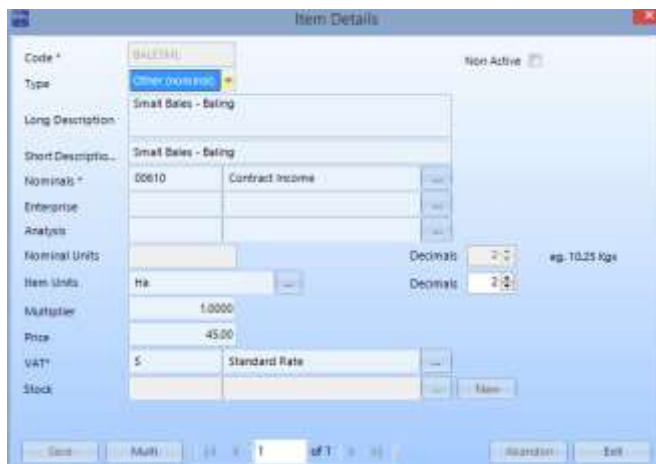 Item Details
Code *
Non Active
Type Other (nominal)
Long Description Small Bales - Baling
Short Descriptio... Small Bales - Baling
Nominals * 00610 Contract Income ...
Enterprise ...
Analysis ...
Nominal Units Decimals 2 eg. 10.25 Kgs
Item Units Ha ... Decimals 2
Multiplier 1.0000
Price 45.00
VAT* S Standard Rate ...
Stock ... New
Save Multi 1 of 1 Abandon Exit